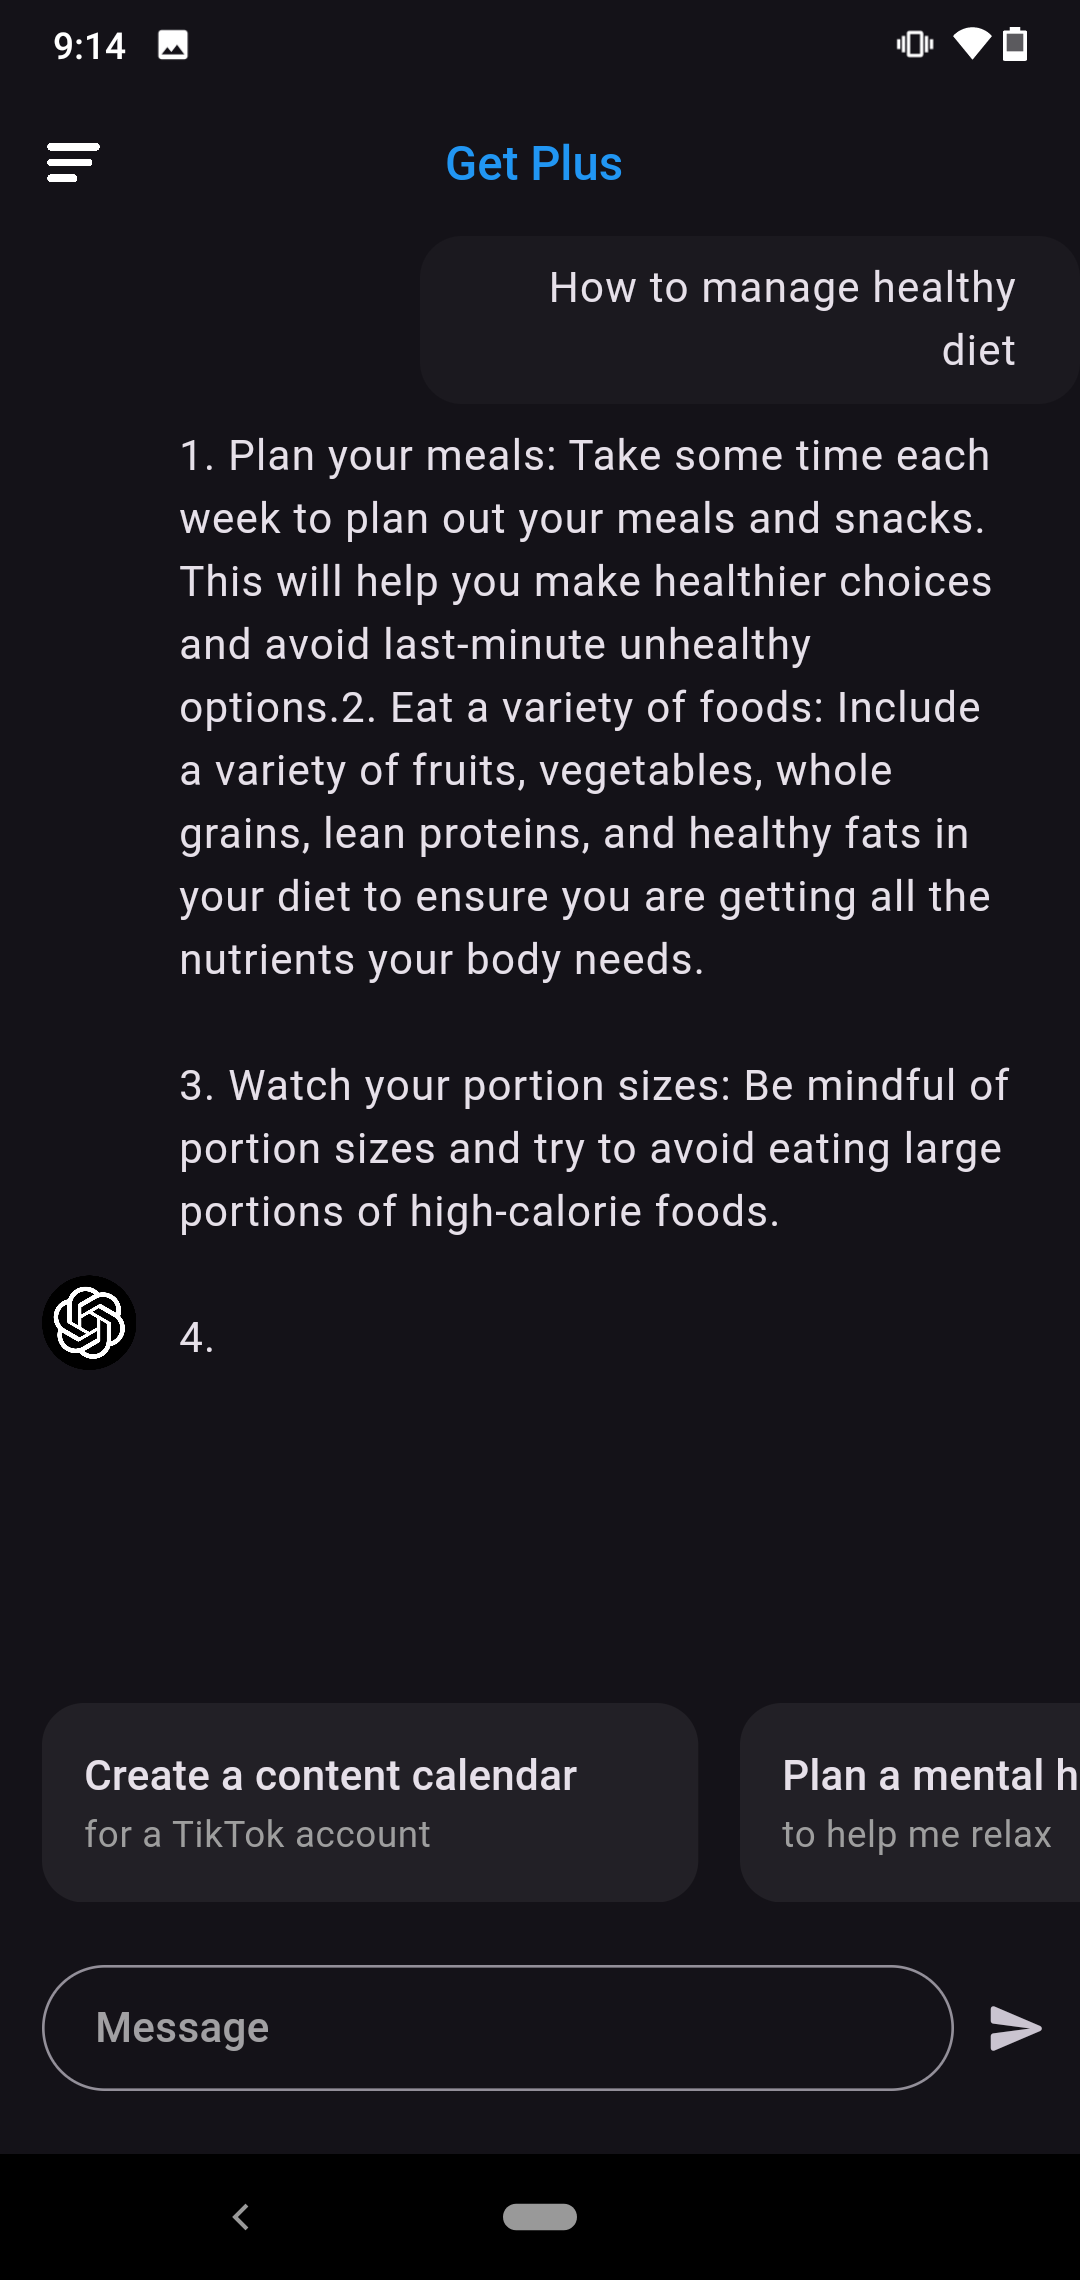 9:14
Get Plus
How to manage healthy
diet
1. Plan your meals: Take some time each
week to plan out your meals and snacks.
This will help you make healthier choices
and avoid last-minute unhealthy
options.2. Eat a variety of foods: Include
a variety of fruits, vegetables, whole
grains, lean proteins, and healthy fats in
your diet to ensure you are getting all the
nutrients your body needs.
3. Watch your portion sizes: Be mindful of
portion sizes and try to avoid eating large
portions of high-calorie foods.
4.
Create a content calendar
for a TikTok account
Plan a mental h
to help me relax
Message